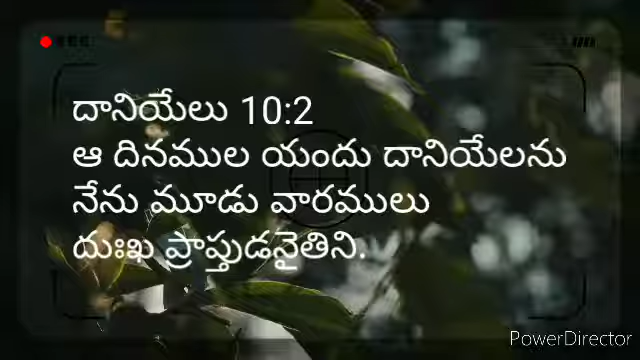 దానియేలు 10:2
ఆ దినముల యందు దానియేలను
నేను మూడు వారములు
దుఃఖ ప్రాప్తుడనైతిని.
PowerDirector